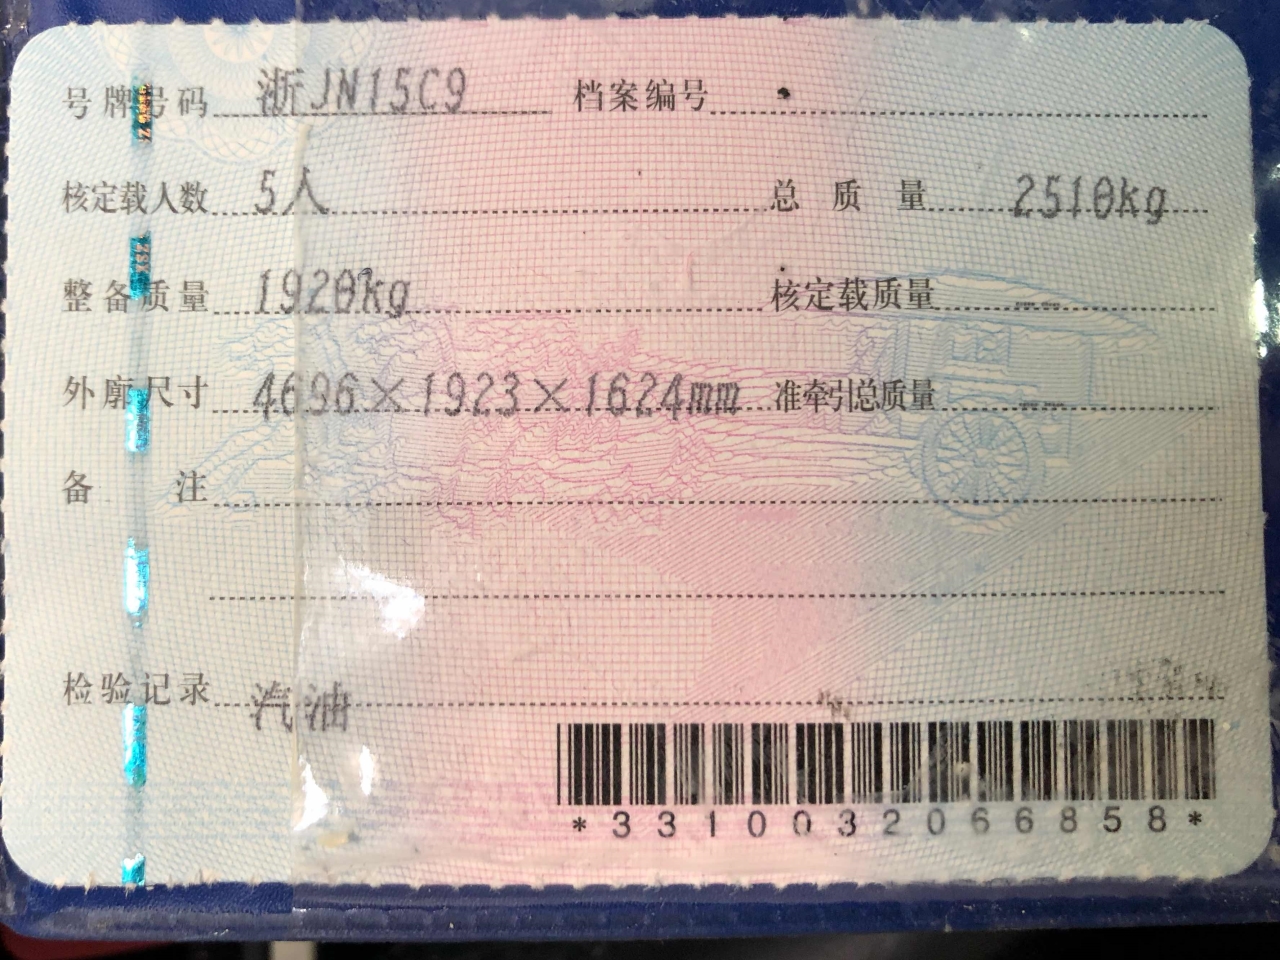 号牌号码 浙JN15C9 档案编号
核定载人数 5人 总质量 2510kg
整备质量 1920kg 核定载质量 --
外廓尺寸 4696×1923×1624mm 准牵引总质量 --
备注
检验记录 汽油
*3310032066858*